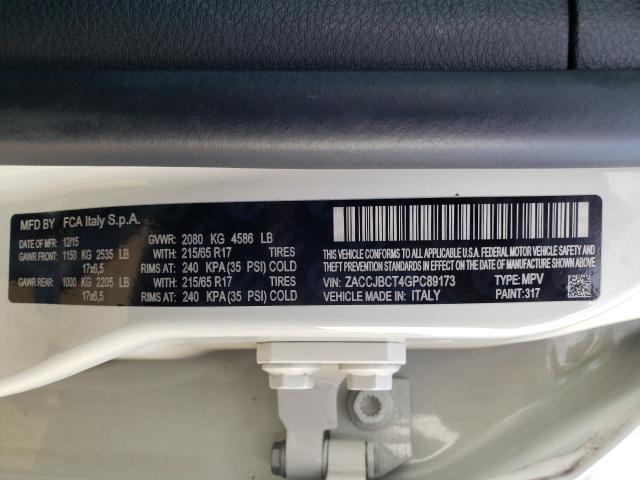 MFD BY FCA Italy S.p.A.
DATE OF MFR: 12/15 GVWR: 2080 KG 4586 LB
GAWR FRONT: 1150 KG 2535 LB WITH: 215/65 R17 TIRES
17x6,5 RIMS AT: 240 KPA (35 PSI) COLD
GAWR REAR: 1000 KG 2205 LB WITH: 215/65 R17 TIRES
17x6,5 RIMS AT: 240 KPA (35 PSI) COLD
THIS VEHICLE CONFORMS TO ALL APPLICABLE U.S.A. FEDERAL MOTOR VEHICLE SAFETY
AND THEFT PREVENTION STANDARDS IN EFFECT ON THE DATE OF MANUFACTURE SHOWN ABOVE
VIN: ZACCJBCT4GPC89173 TYPE: MPV
VEHICLE MADE IN: ITALY PAINT: 317